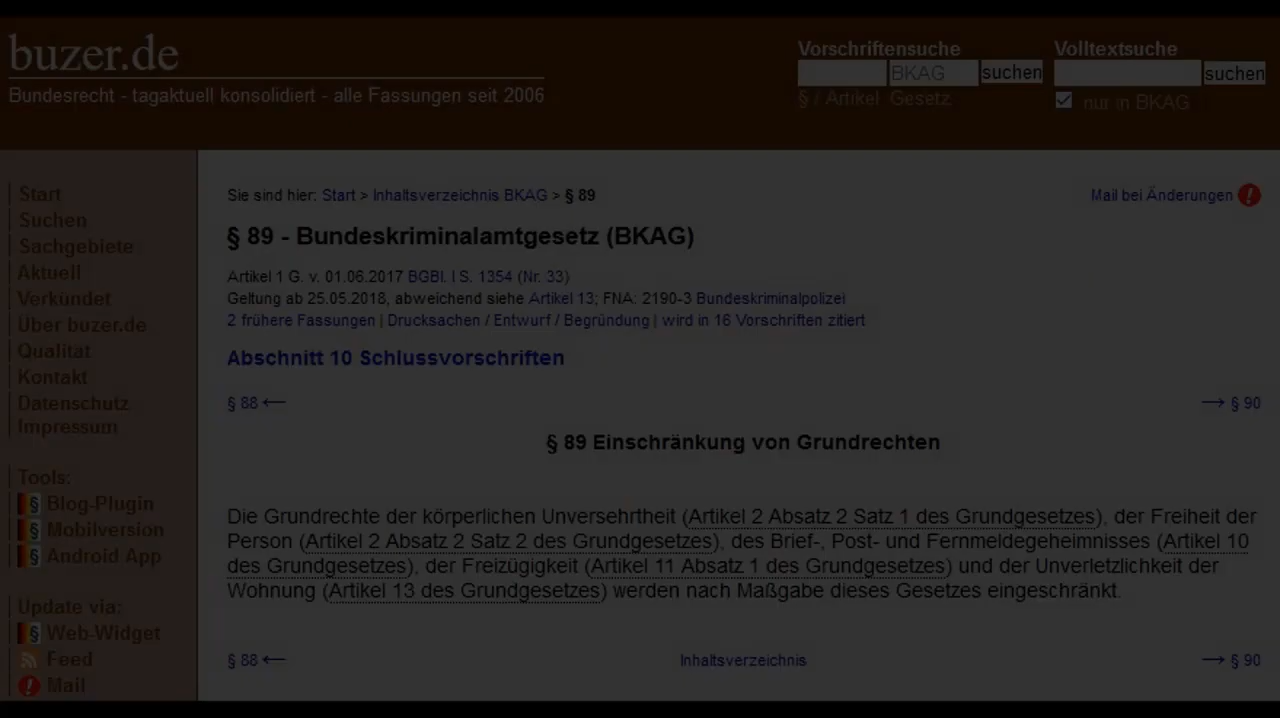 buzer.de
Bundesrecht - tagaktuell konsolidiert - alle Fassungen seit 2006
Vorschriftensuche
BKAG suchen
§ / Artikel Gesetz
Volltextsuche
suchen
nur in BKAG
Start
Suchen
Sachgebiete
Aktuell
Verkündet
Über buzer.de
Qualität
Kontakt
Datenschutz
Impressum
Tools:
§ Blog-Plugin
§ Mobilversion
§ Android App
Update via:
§ Web-Widget
Feed
! Mail
Sie sind hier: Start > Inhaltsverzeichnis BKAG > § 89
Mail bei Änderungen !
§ 89 - Bundeskriminalamtgesetz (BKAG)
Artikel 1 G. v. 01.06.2017 BGBl. I S. 1354 (Nr. 33)
Geltung ab 25.05.2018, abweichend siehe Artikel 13; FNA: 2190-3 Bundeskriminalpolizei
2 frühere Fassungen | Drucksachen / Entwurf / Begründung | wird in 16 Vorschriften zitiert
Abschnitt 10 Schlussvorschriften
§ 88 ← → § 90
§ 89 Einschränkung von Grundrechten
Die Grundrechte der körperlichen Unversehrtheit (Artikel 2 Absatz 2 Satz 1 des Grundgesetzes), der Freiheit der
Person (Artikel 2 Absatz 2 Satz 2 des Grundgesetzes), des Brief-, Post- und Fernmeldegeheimnisses (Artikel 10
des Grundgesetzes), der Freizügigkeit (Artikel 11 Absatz 1 des Grundgesetzes) und der Unverletzlichkeit der
Wohnung (Artikel 13 des Grundgesetzes) werden nach Maßgabe dieses Gesetzes eingeschränkt.
§ 88 ← Inhaltsverzeichnis → § 90